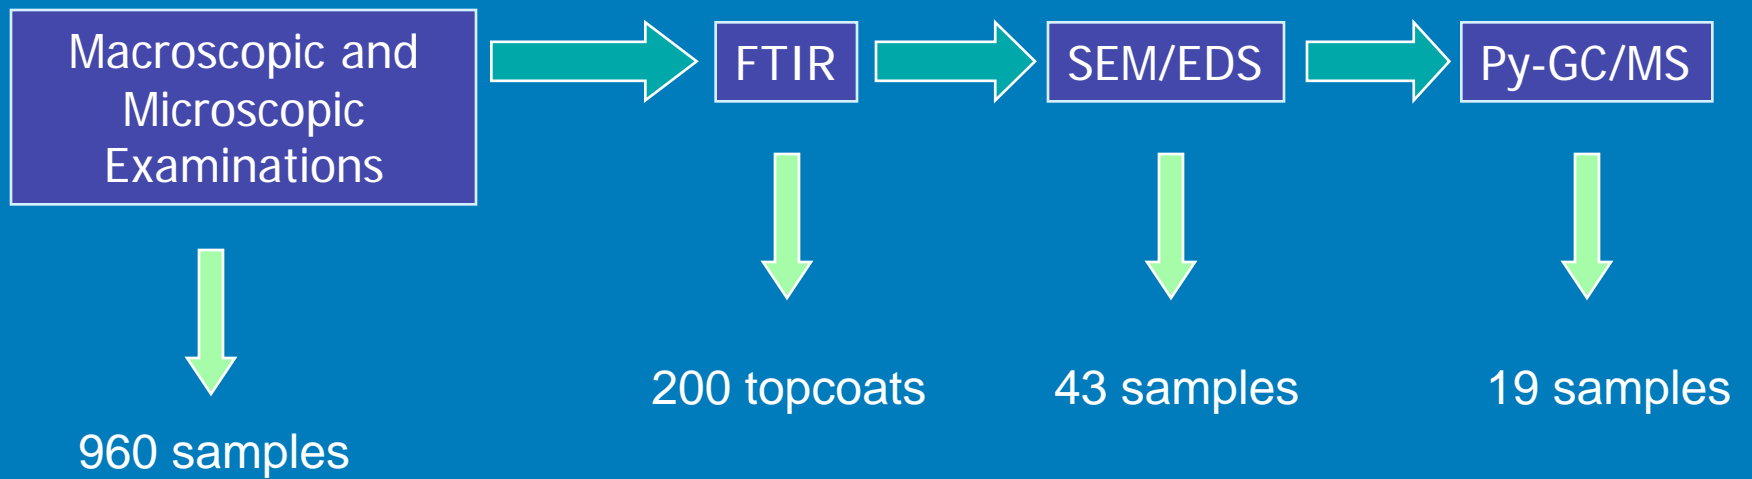 Macroscopic and
Microscopic
Examinations
FTIR
SEM/EDS
Py-GC/MS
960 samples
200 topcoats
43 samples
19 samples